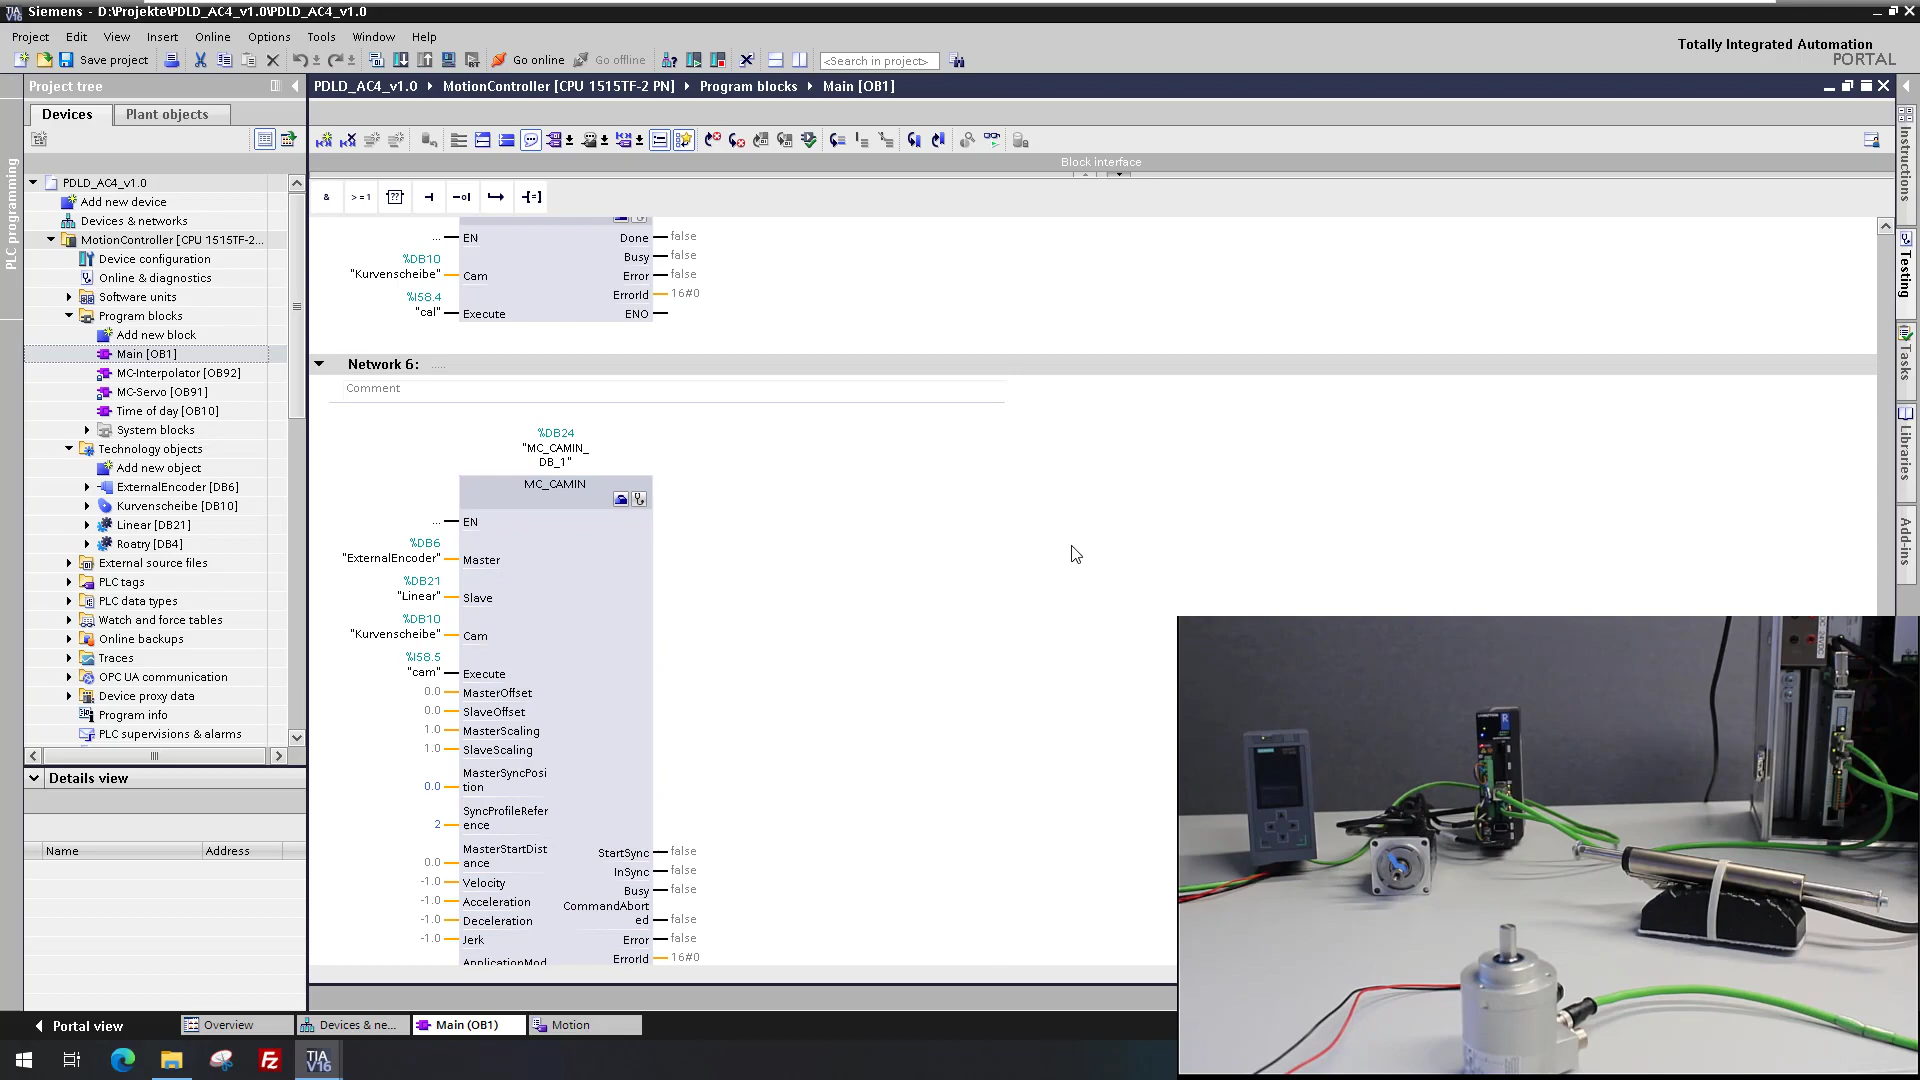 Siemens - D:\Projekte\PDLD_AC4_v1.0\PDLD_AC4_v1.0
Project Edit View Insert Online Options Tools Window Help
Totally Integrated Automation
PORTAL
Save project
Go online
Go offline
<Search in project>
Project tree
PDLD_AC4_v1.0 MotionController [CPU 1515TF-2 PN] Program blocks Main [OB1]
Devices
Plant objects
PLC programming
Block interface
PDLD_AC4_v1.0
Add new device
Devices & networks
MotionController [CPU 1515TF-2...
Device configuration
Online & diagnostics
Software units
Program blocks
Add new block
Main [OB1]
MC-Interpolator [OB92]
MC-Servo [OB91]
Time of day [OB10]
System blocks
Technology objects
Add new object
ExternalEncoder [DB6]
Kurvenscheibe [DB10]
Linear [DB21]
Roatry [DB4]
External source files
PLC tags
PLC data types
Watch and force tables
Online backups
Traces
OPC UA communication
Device proxy data
Program info
PLC supervisions & alarms
Details view
Name
Address
& >=1 ??
... EN
%DB10
"Kurvenscheibe" Cam
%I58.4
"cal" Execute
Done false
Busy false
Error false
ErrorId 16#0
ENO
Network 6: .....
Comment
%DB24
"MC_CAMIN_
DB_1"
MC_CAMIN
... EN
%DB6
"ExternalEncoder" Master
%DB21
"Linear" Slave
%DB10
"Kurvenscheibe" Cam
%I58.5
"cam" Execute
0.0 MasterOffset
0.0 SlaveOffset
1.0 MasterScaling
1.0 SlaveScaling
MasterSyncPosi
0.0 tion
SyncProfileRefer
2 ence
MasterStartDist
0.0 ance
-1.0 Velocity
-1.0 Acceleration
-1.0 Deceleration
-1.0 Jerk
ApplicationMod
StartSync false
InSync false
Busy false
CommandAbort
ed false
Error false
ErrorId 16#0
Instructions
Testing
Tasks
Libraries
Add-ins
Portal view
Overview
Devices & ne...
Main (OB1)
Motion
TIA
V16